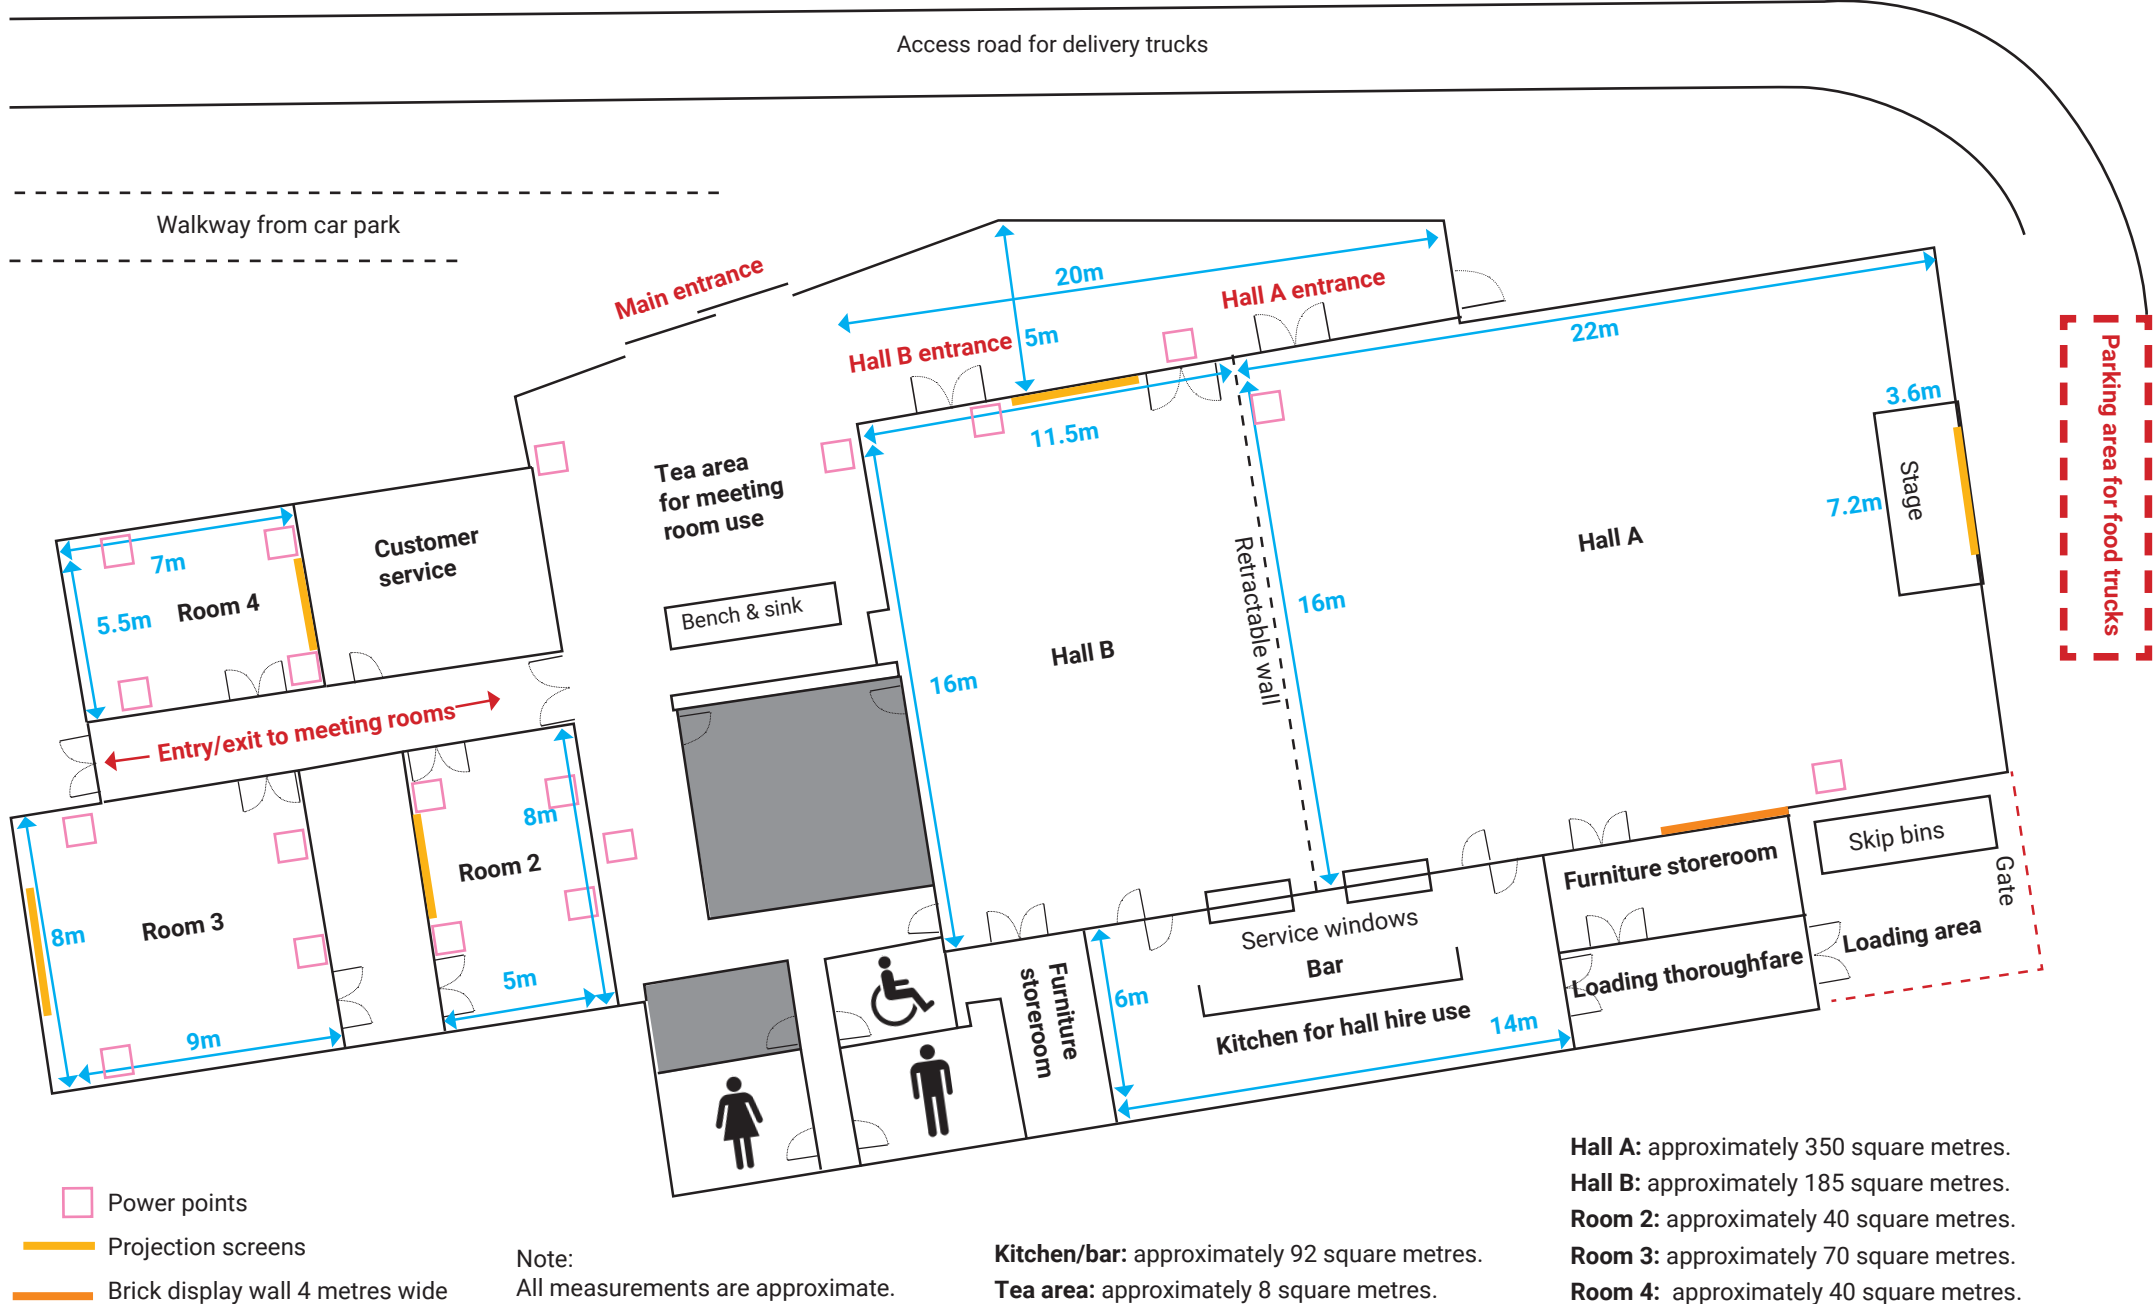 Access road for delivery trucks
Walkway from car park
Main entrance
20m
Hall A entrance
Hall B entrance
5m
22m
11.5m
3.6m
Parking area for food trucks
Tea area
for meeting
room use
Stage
7.2m
Customer
service
7m
Room 4
5.5m
Bench & sink
Hall A
Retractable wall
16m
Hall B
16m
Entry/exit to meeting rooms
8m
Room 2
Room 3
8m
5m
9m
Skip bins
Gate
Furniture storeroom
Loading area
Loading thoroughfare
Service windows
Bar
Furniture
storeroom
6m
Kitchen for hall hire use
14m
Power points
Projection screens
Brick display wall 4 metres wide
Note:
All measurements are approximate.
Kitchen/bar: approximately 92 square metres.
Tea area: approximately 8 square metres.
Hall A: approximately 350 square metres.
Hall B: approximately 185 square metres.
Room 2: approximately 40 square metres.
Room 3: approximately 70 square metres.
Room 4: approximately 40 square metres.